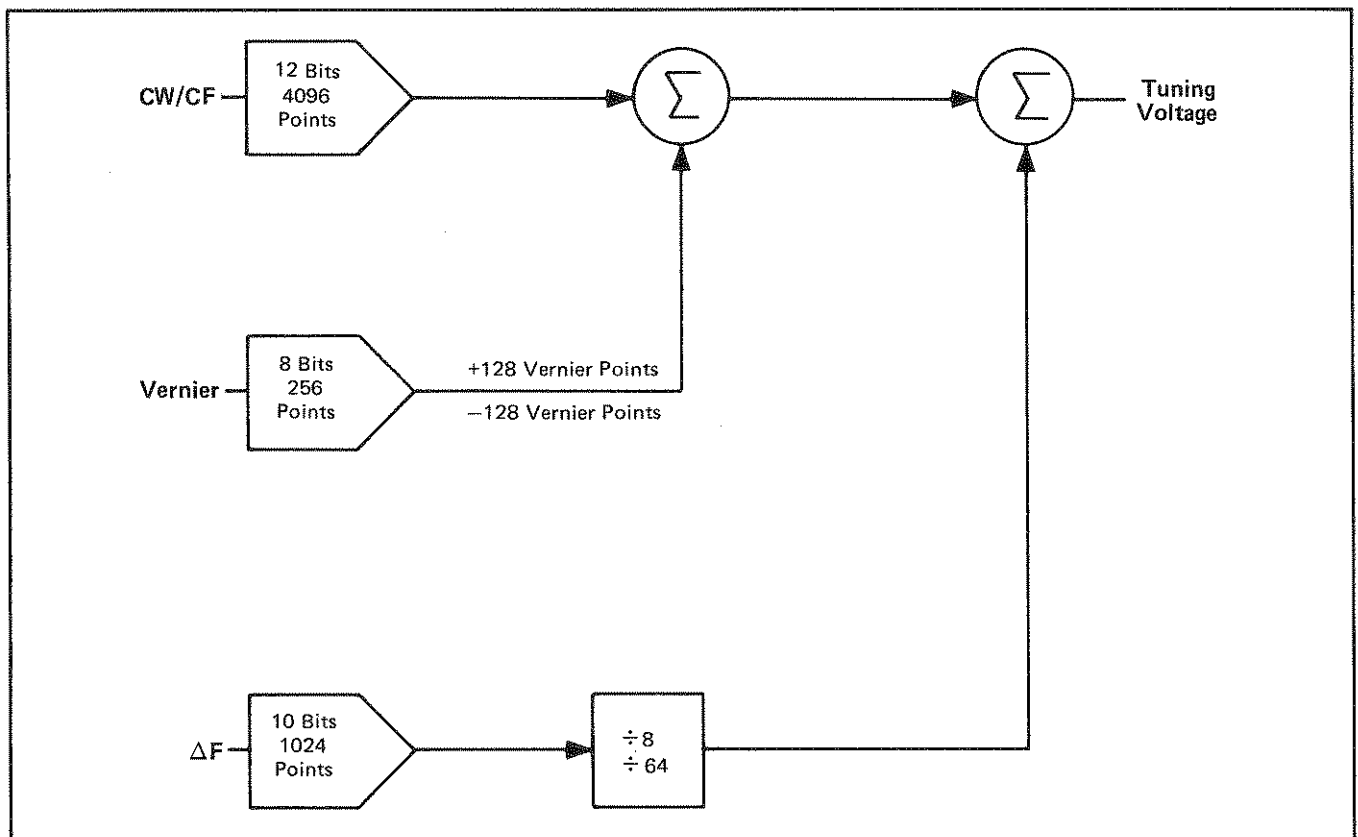 CW/CF
12 Bits
4096
Points
Σ
Σ
Tuning
Voltage
Vernier
8 Bits
256
Points
+128 Vernier Points
−128 Vernier Points
ΔF
10 Bits
1024
Points
÷8
÷64